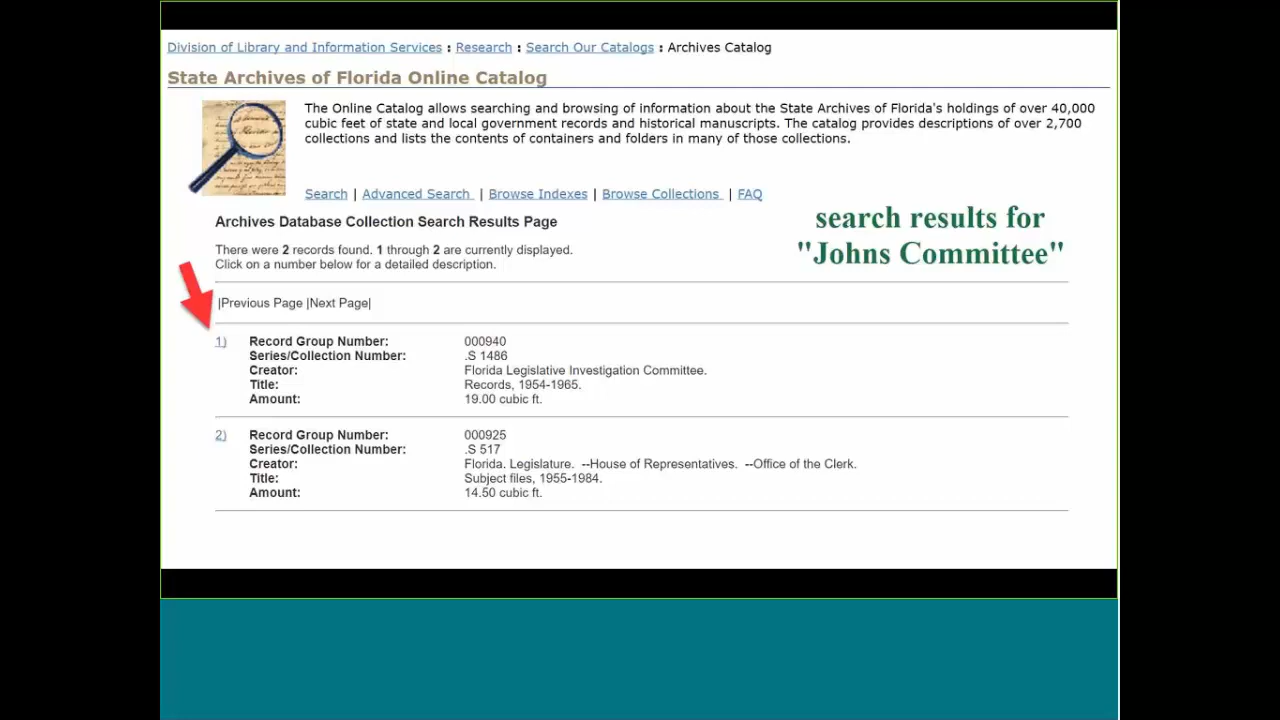 Division of Library and Information Services : Research : Search Our Catalogs : Archives Catalog
State Archives of Florida Online Catalog
The Online Catalog allows searching and browsing of information about the State Archives of Florida's holdings of over 40,000
cubic feet of state and local government records and historical manuscripts. The catalog provides descriptions of over 2,700
collections and lists the contents of containers and folders in many of those collections.
Search | Advanced Search | Browse Indexes | Browse Collections | FAQ
Archives Database Collection Search Results Page
search results for
"Johns Committee"
There were 2 records found. 1 through 2 are currently displayed.
Click on a number below for a detailed description.
|Previous Page |Next Page|
1) Record Group Number: 000940
Series/Collection Number: .S 1486
Creator: Florida Legislative Investigation Committee.
Title: Records, 1954-1965.
Amount: 19.00 cubic ft.
2) Record Group Number: 000925
Series/Collection Number: .S 517
Creator: Florida. Legislature. --House of Representatives. --Office of the Clerk.
Title: Subject files, 1955-1984.
Amount: 14.50 cubic ft.